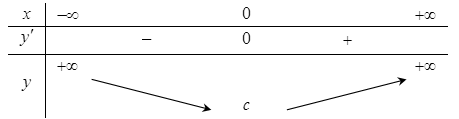 x −∞ 0 +∞
y′ − 0 +
+∞ +∞
y
c